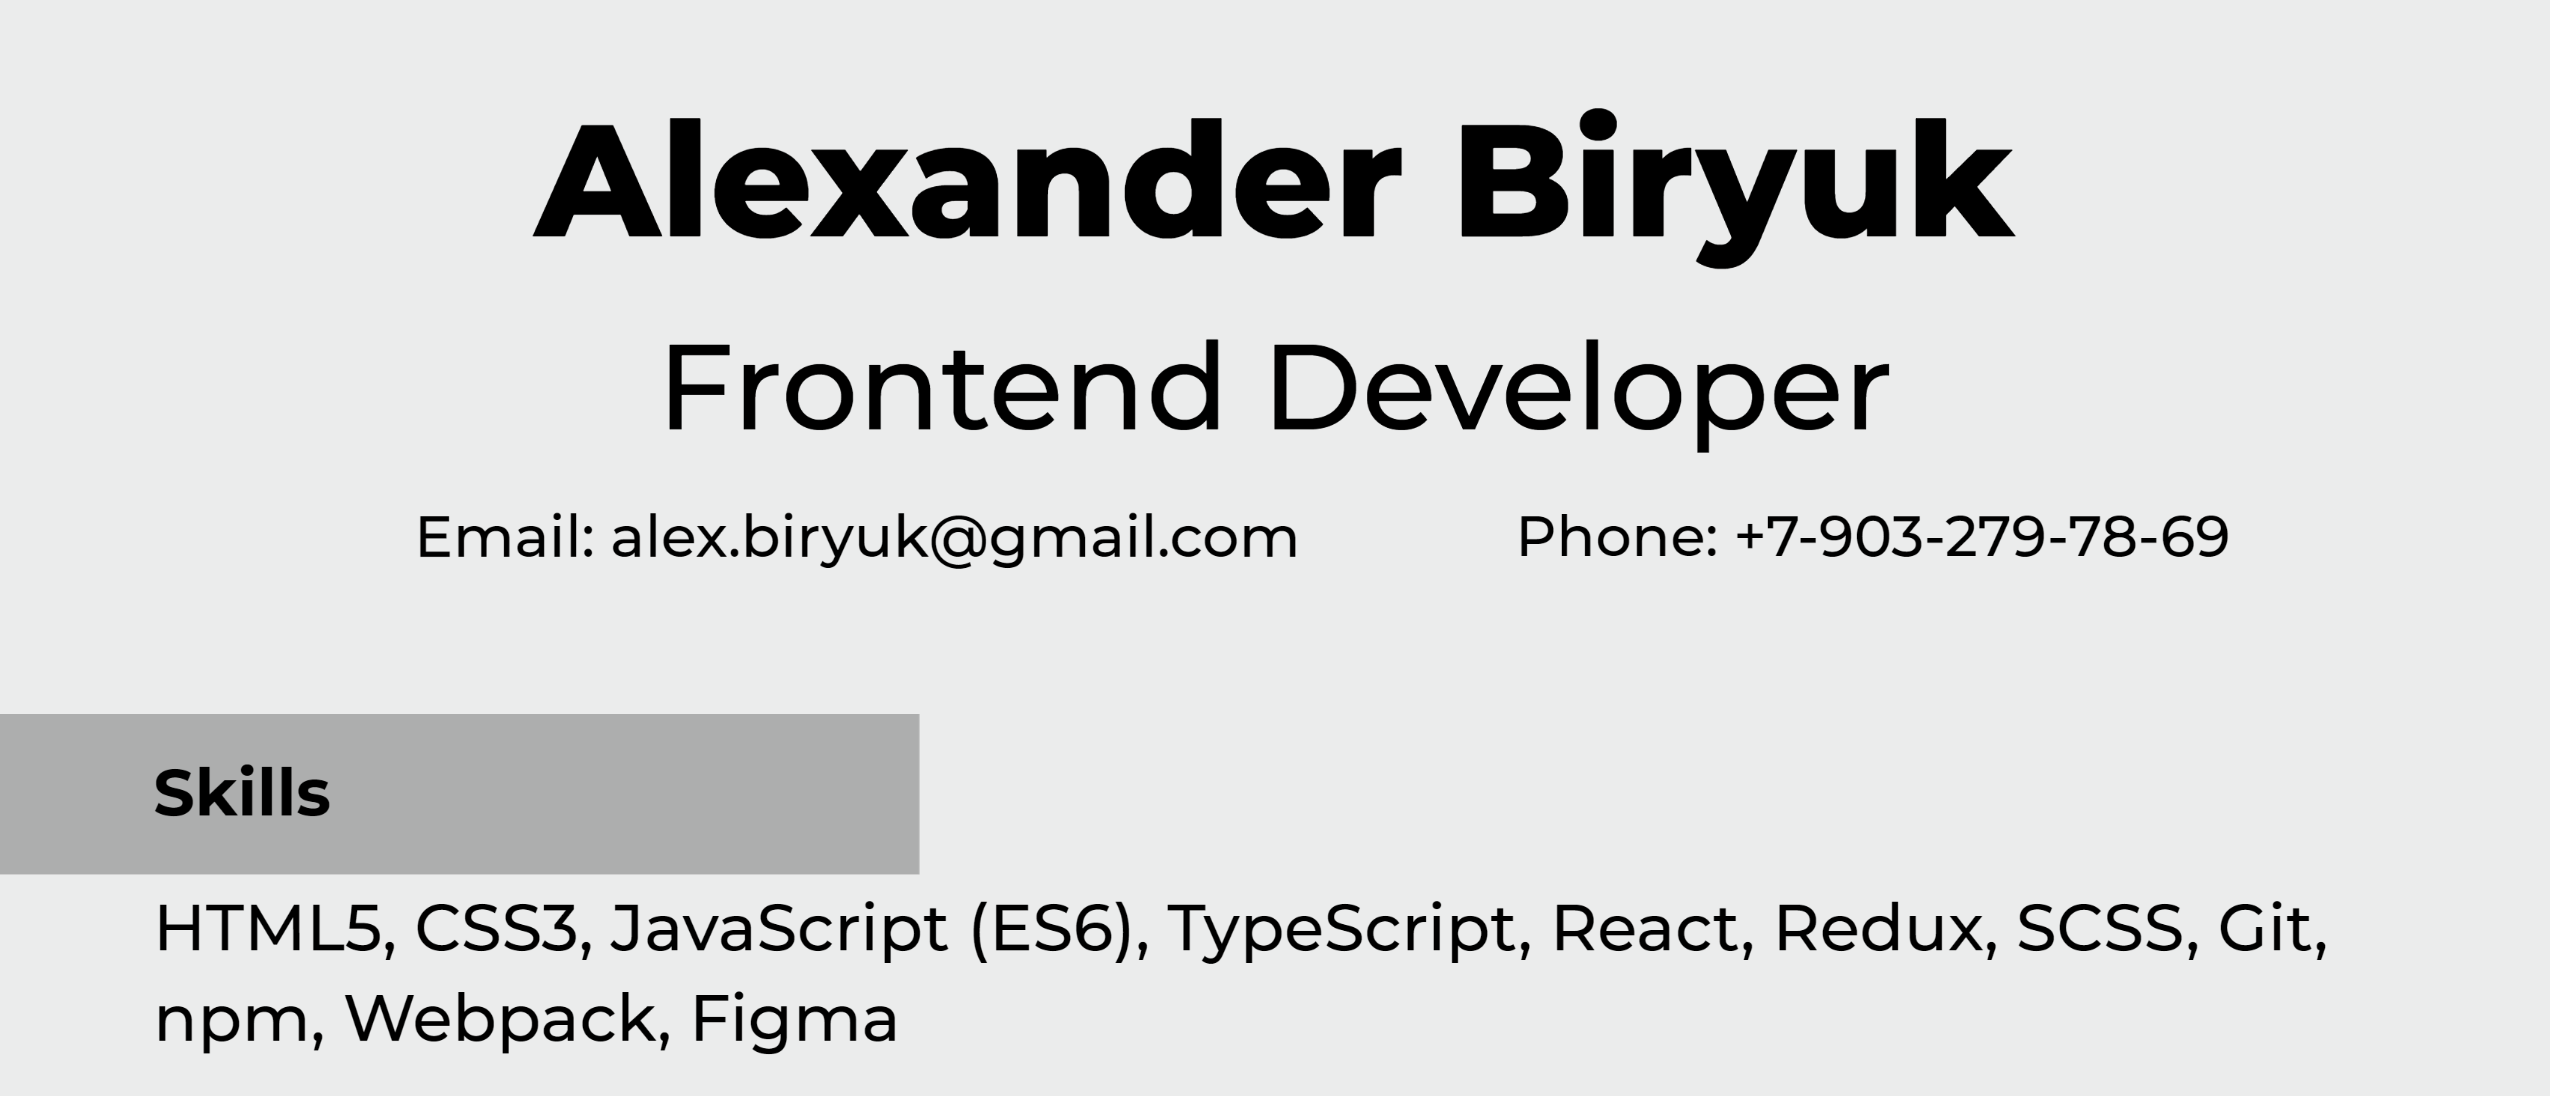 Alexander Biryuk
Frontend Developer
Email: alex.biryuk@gmail.com Phone: +7-903-279-78-69
Skills
HTML5, CSS3, JavaScript (ES6), TypeScript, React, Redux, SCSS, Git,
npm, Webpack, Figma